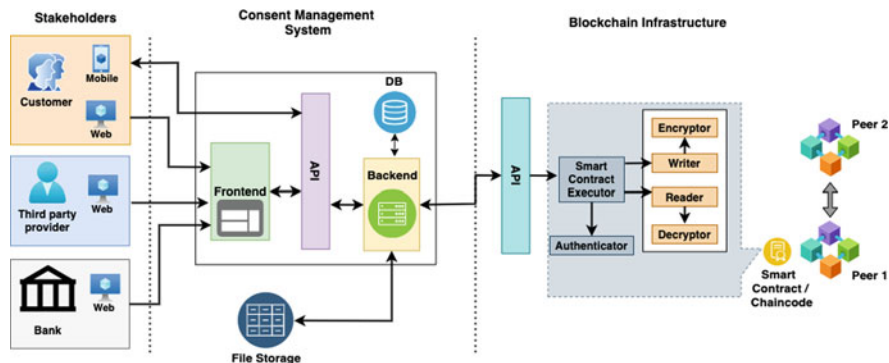 Stakeholders
Consent Management
System
Blockchain Infrastructure
Mobile
Customer
Web
DB
Peer 2
Encryptor
API
Frontend
Backend
API
Smart
Contract
Executor
Writer
Third party
provider
Web
Reader
Authenticator
Decryptor
Smart
Contract /
Chaincode
Peer 1
Web
Bank
File Storage